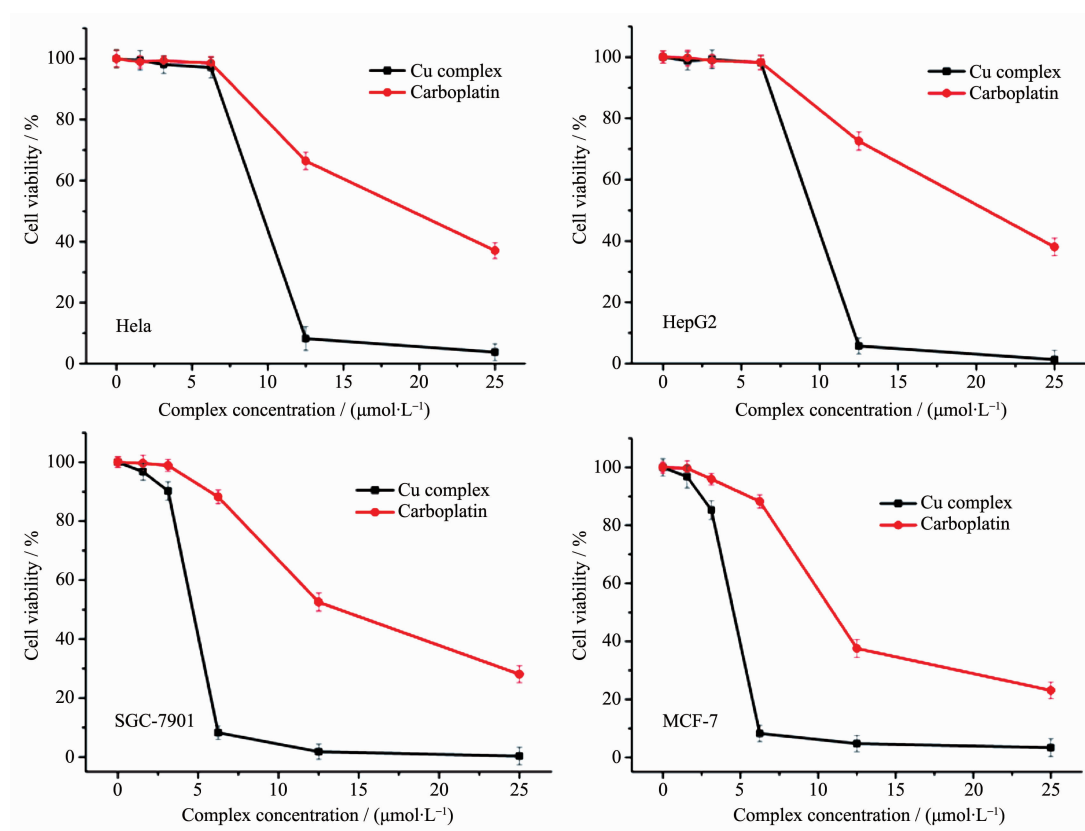 100
80
60
40
20
0
Cell viability / %
Cu complex
Carboplatin
Hela
0 5 10 15 20 25
Complex concentration / (μmol·L⁻¹)
100
80
60
40
20
0
Cell viability / %
Cu complex
Carboplatin
HepG2
0 5 10 15 20 25
Complex concentration / (μmol·L⁻¹)
100
80
60
40
20
0
Cell viability / %
Cu complex
Carboplatin
SGC-7901
0 5 10 15 20 25
Complex concentration / (μmol·L⁻¹)
100
80
60
40
20
0
Cell viability / %
Cu complex
Carboplatin
MCF-7
0 5 10 15 20 25
Complex concentration / (μmol·L⁻¹)